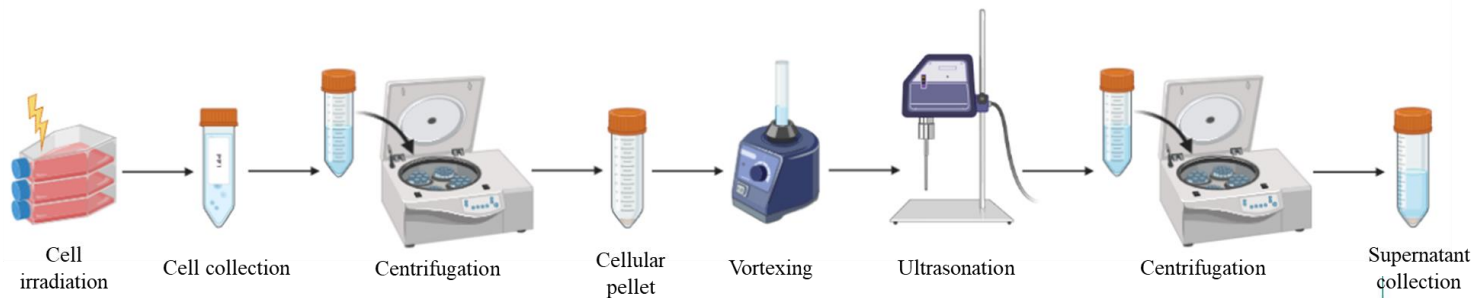 Cell
irradiation
Cell collection
Centrifugation
Cellular
pellet
Vortexing
Ultrasonation
Centrifugation
Supernatant
collection